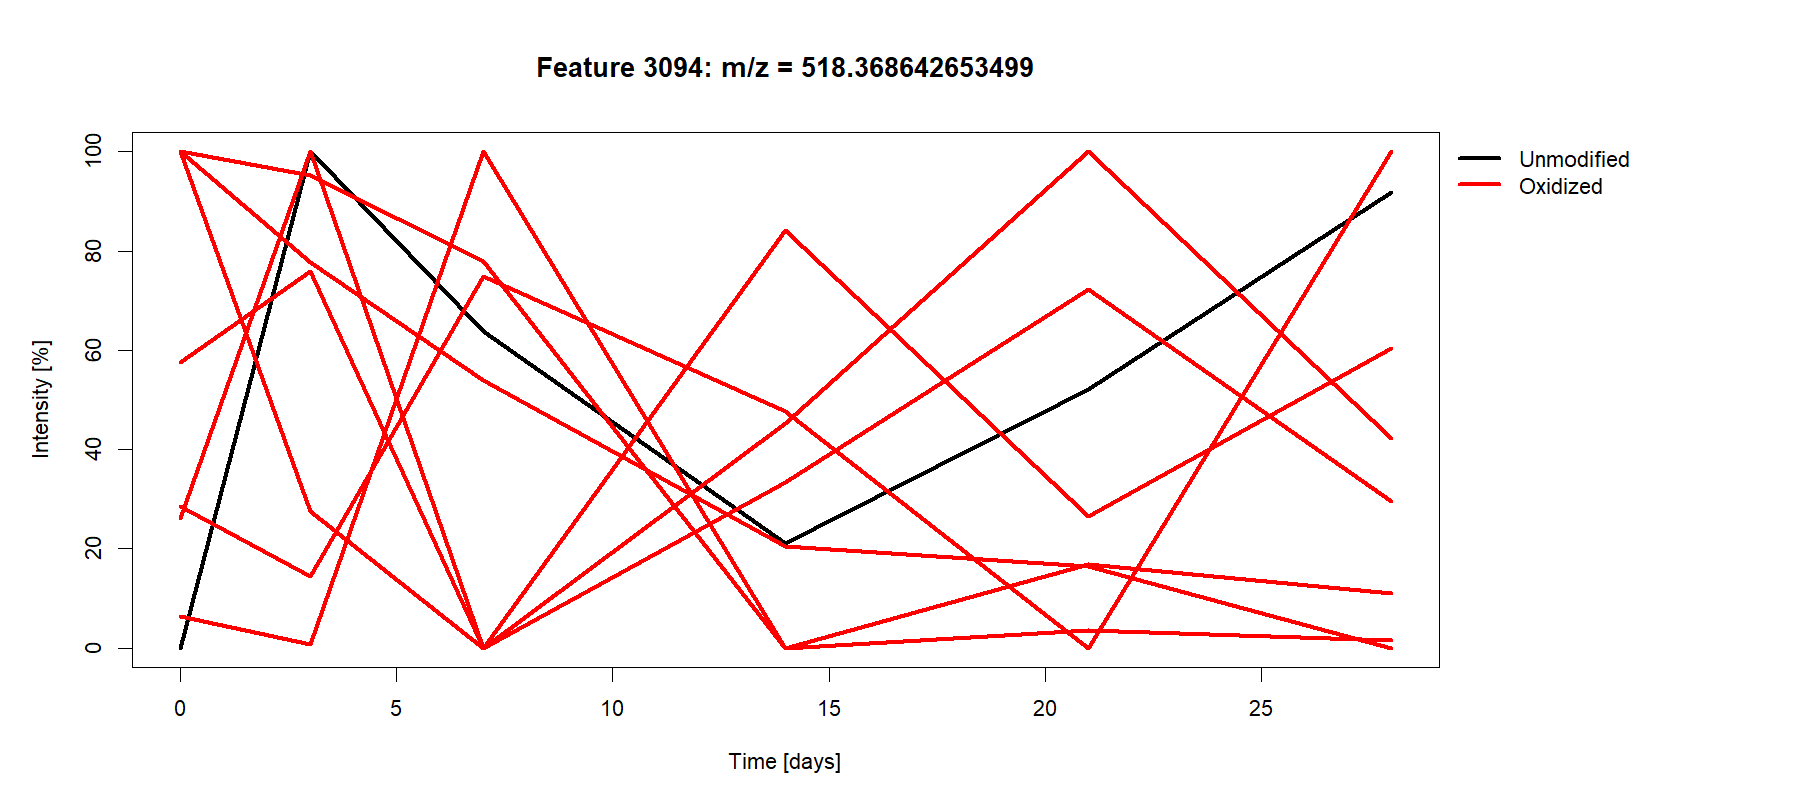 Feature 3094: m/z = 518.368642653499
Unmodified
Oxidized
Intensity [%]
100
80
60
40
20
0
0 5 10 15 20 25
Time [days]